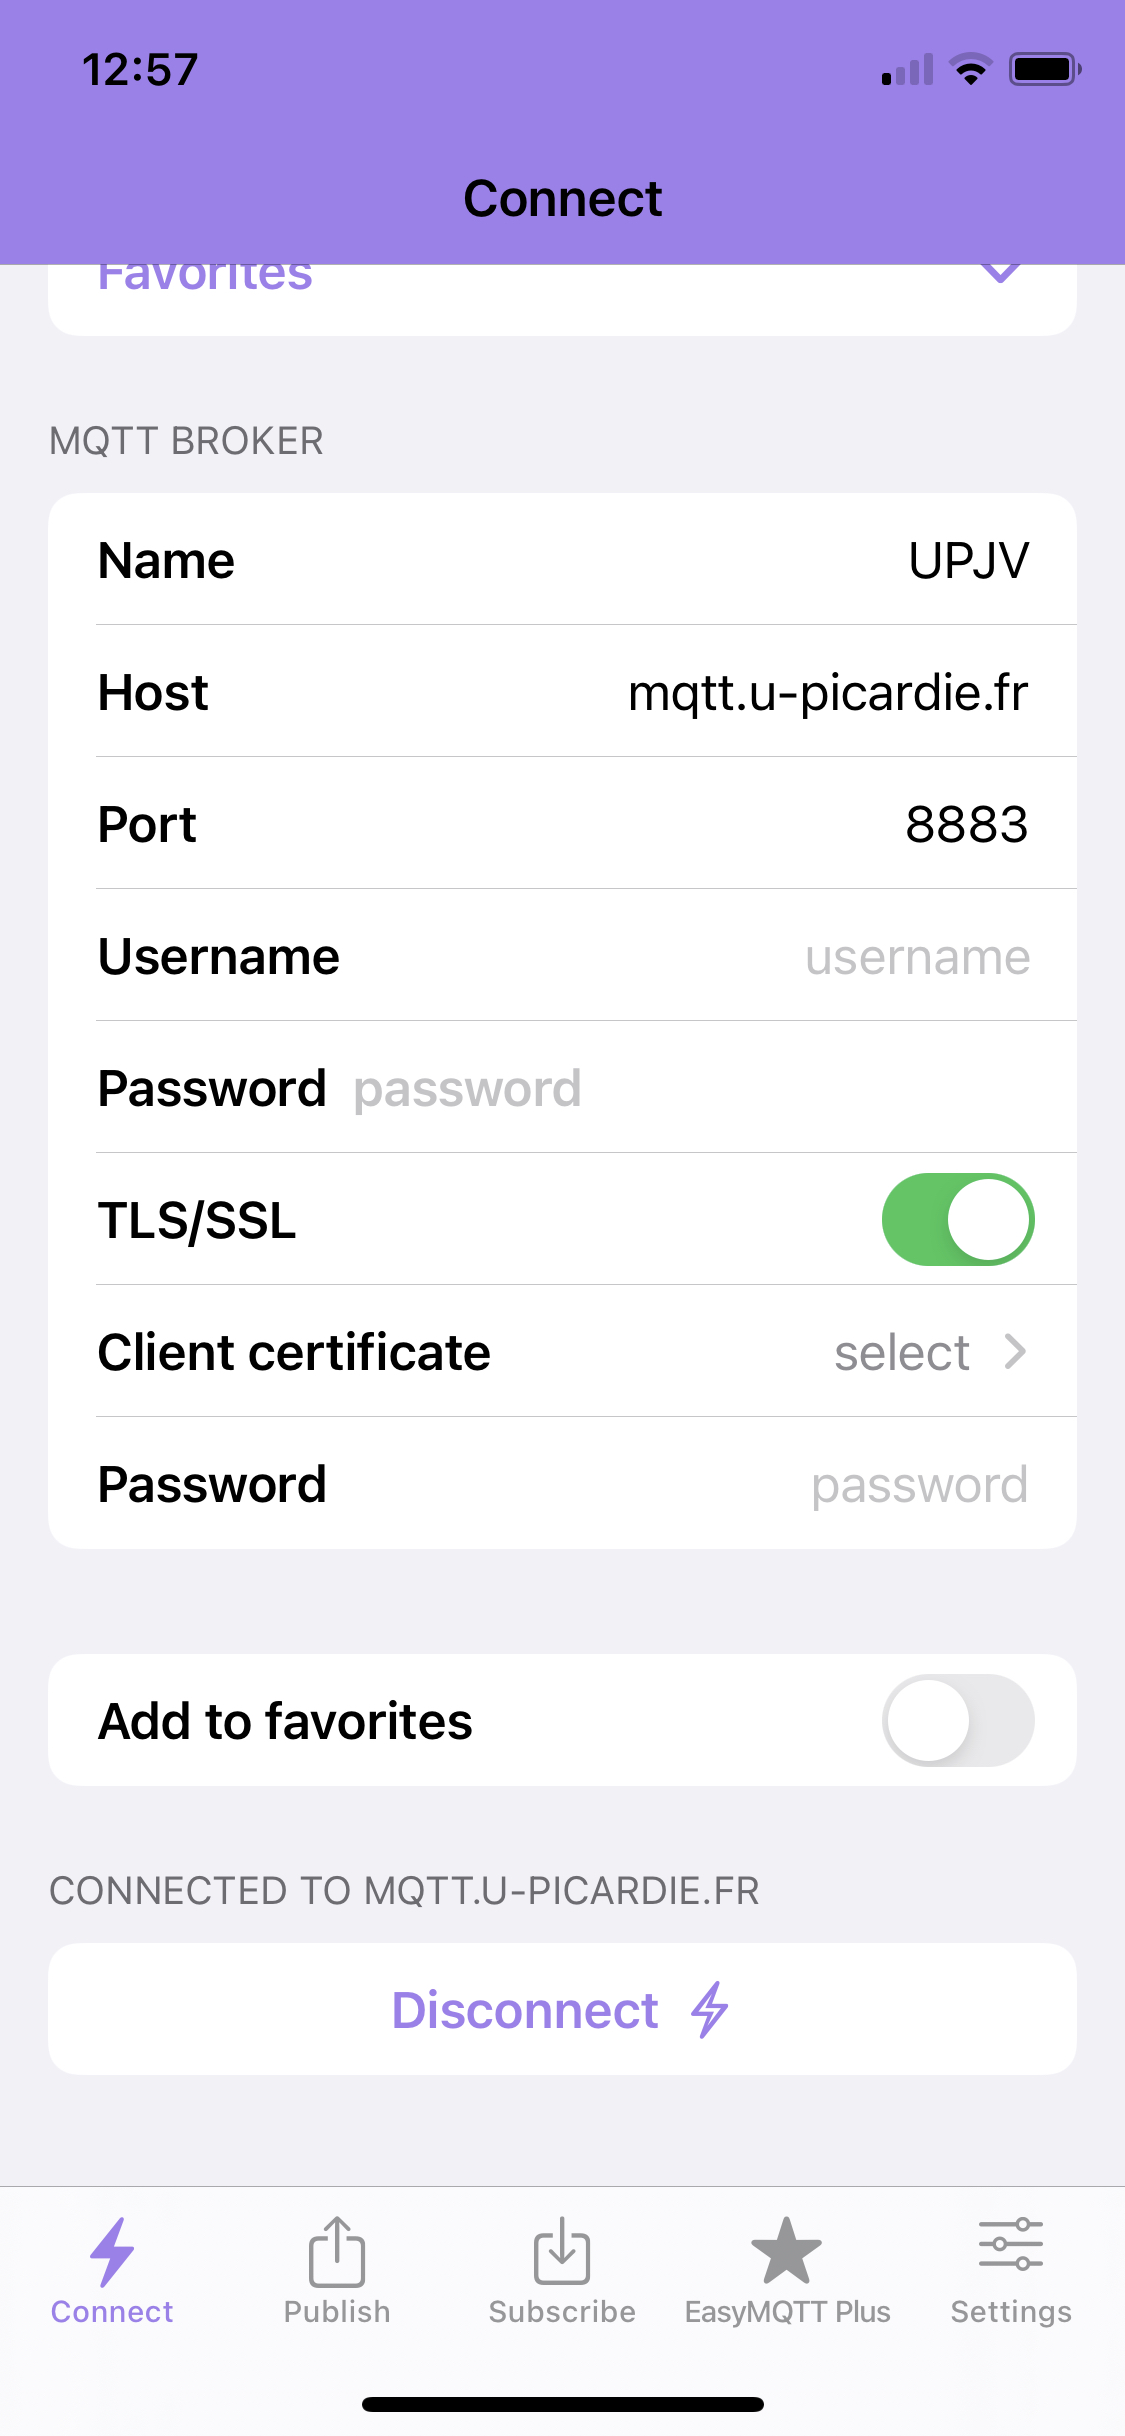 12:57
Connect
Favorites
MQTT BROKER
Name UPJV
Host mqtt.u-picardie.fr
Port 8883
Username username
Password password
TLS/SSL
Client certificate select
Password password
Add to favorites
CONNECTED TO MQTT.U-PICARDIE.FR
Disconnect
Connect Publish Subscribe EasyMQTT Plus Settings